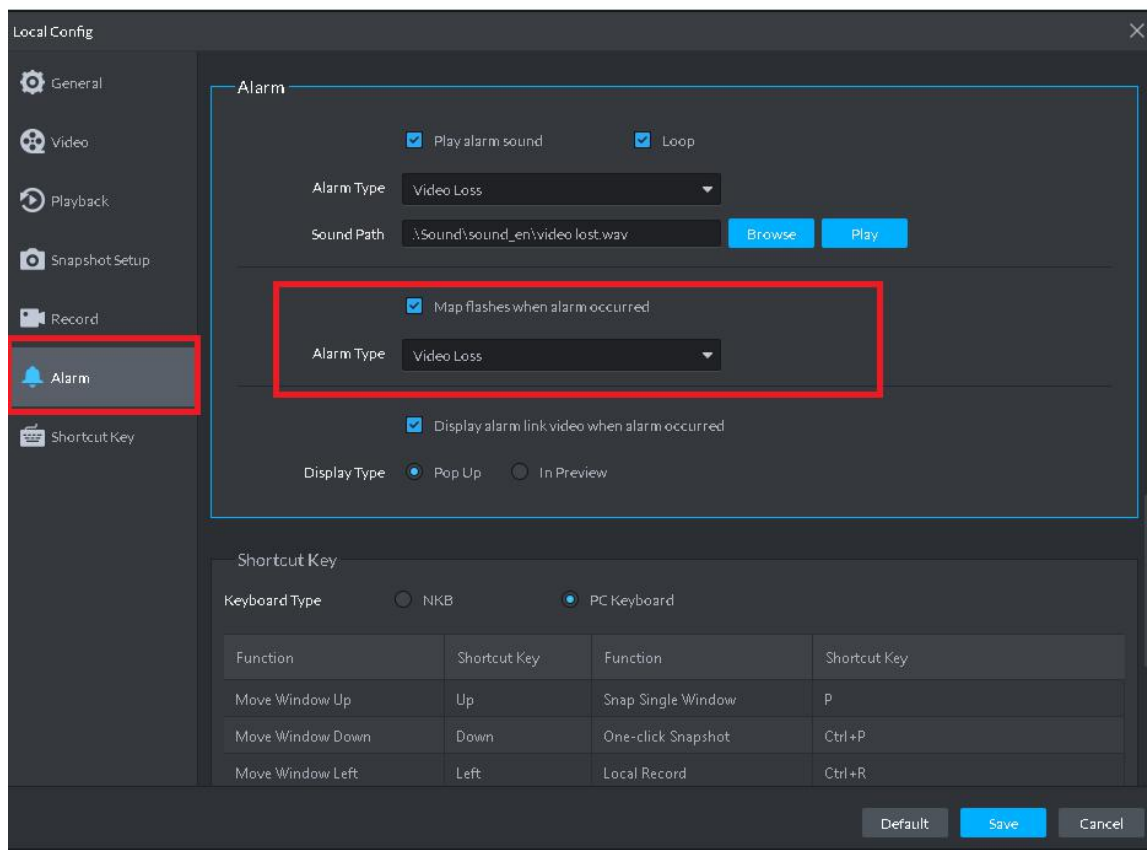 Local Config
General
Video
Playback
Snapshot Setup
Record
Alarm
Shortcut Key
Alarm
Play alarm sound Loop
Alarm Type Video Loss
Sound Path .\Sound\sound_en\video lost.wav Browse Play
Map flashes when alarm occurred
Alarm Type Video Loss
Display alarm link video when alarm occurred
Display Type Pop Up In Preview
Shortcut Key
Keyboard Type NKB PC Keyboard
Function Shortcut Key Function Shortcut Key
Move Window Up Up Snap Single Window P
Move Window Down Down One-click Snapshot Ctrl+P
Move Window Left Left Local Record Ctrl+R
Default Save Cancel